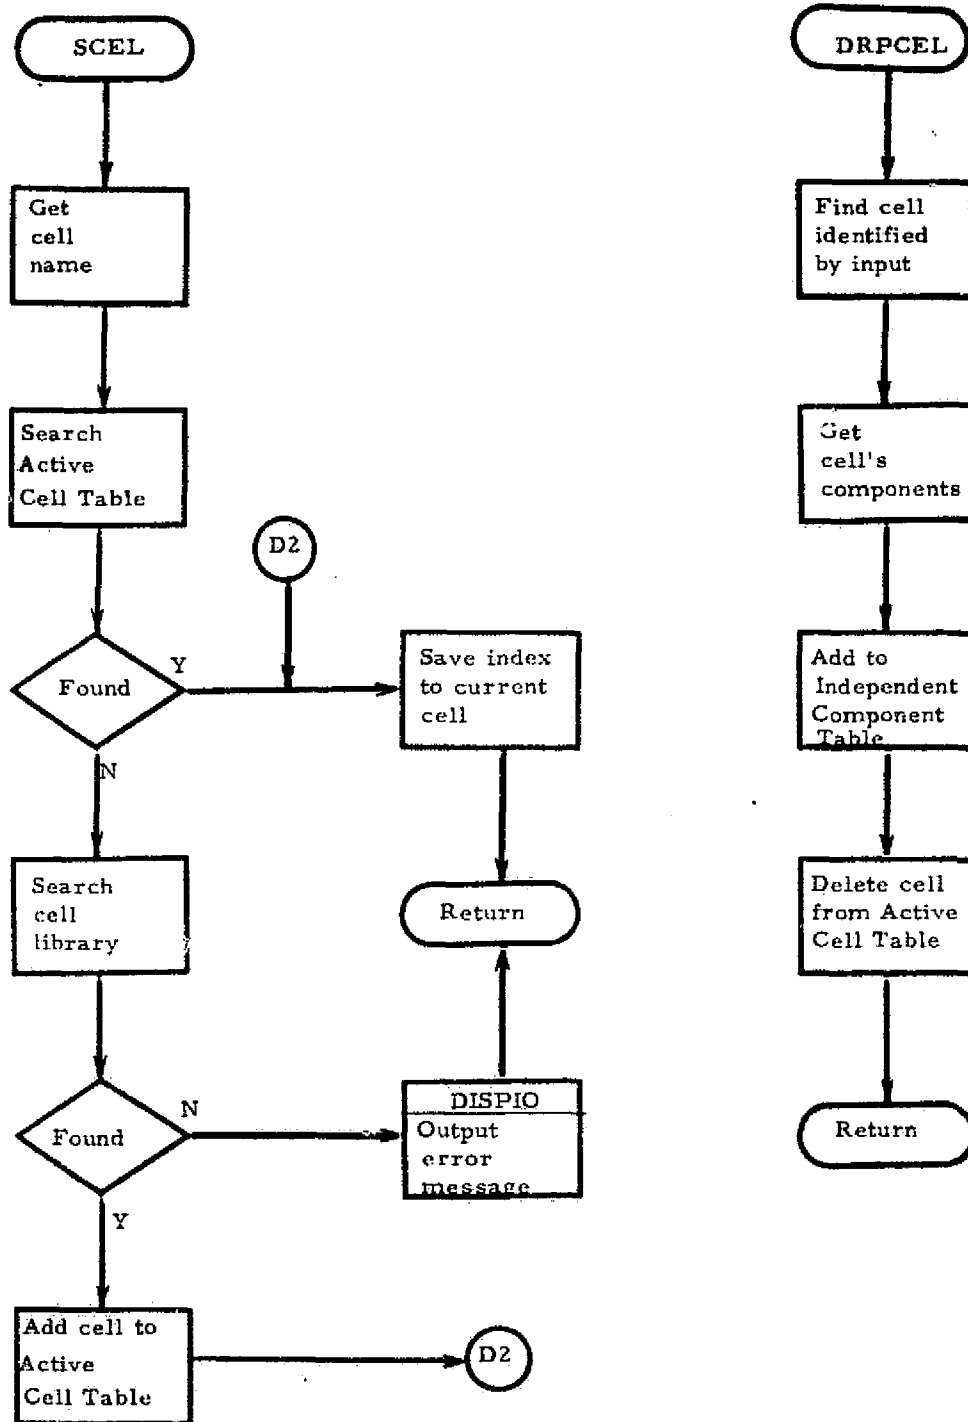 SCEL
Get
cell
name
Search
Active
Cell Table
Found
Y
N
D2
Save index
to current
cell
Search
cell
library
Return
Found
N
Y
DISPIO
Output
error
message
Add cell to
Active
Cell Table
D2
DRPCEL
Find cell
identified
by input
Get
cell's
components
Add to
Independent
Component
Table
Delete cell
from Active
Cell Table
Return